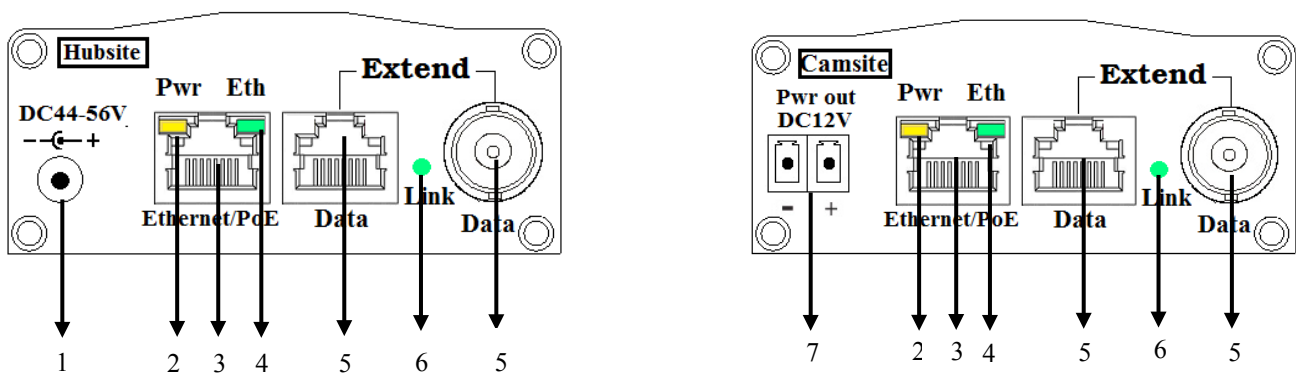 Hubsite
Extend
Pwr Eth
DC44-56V
- +
Ethernet/PoE
Data
Link
Data
1 2 3 4 5 6 5
Camsite
Extend
Pwr out
DC12V
Pwr Eth
- +
Ethernet/PoE
Data
Link
Data
7 2 3 4 5 6 5